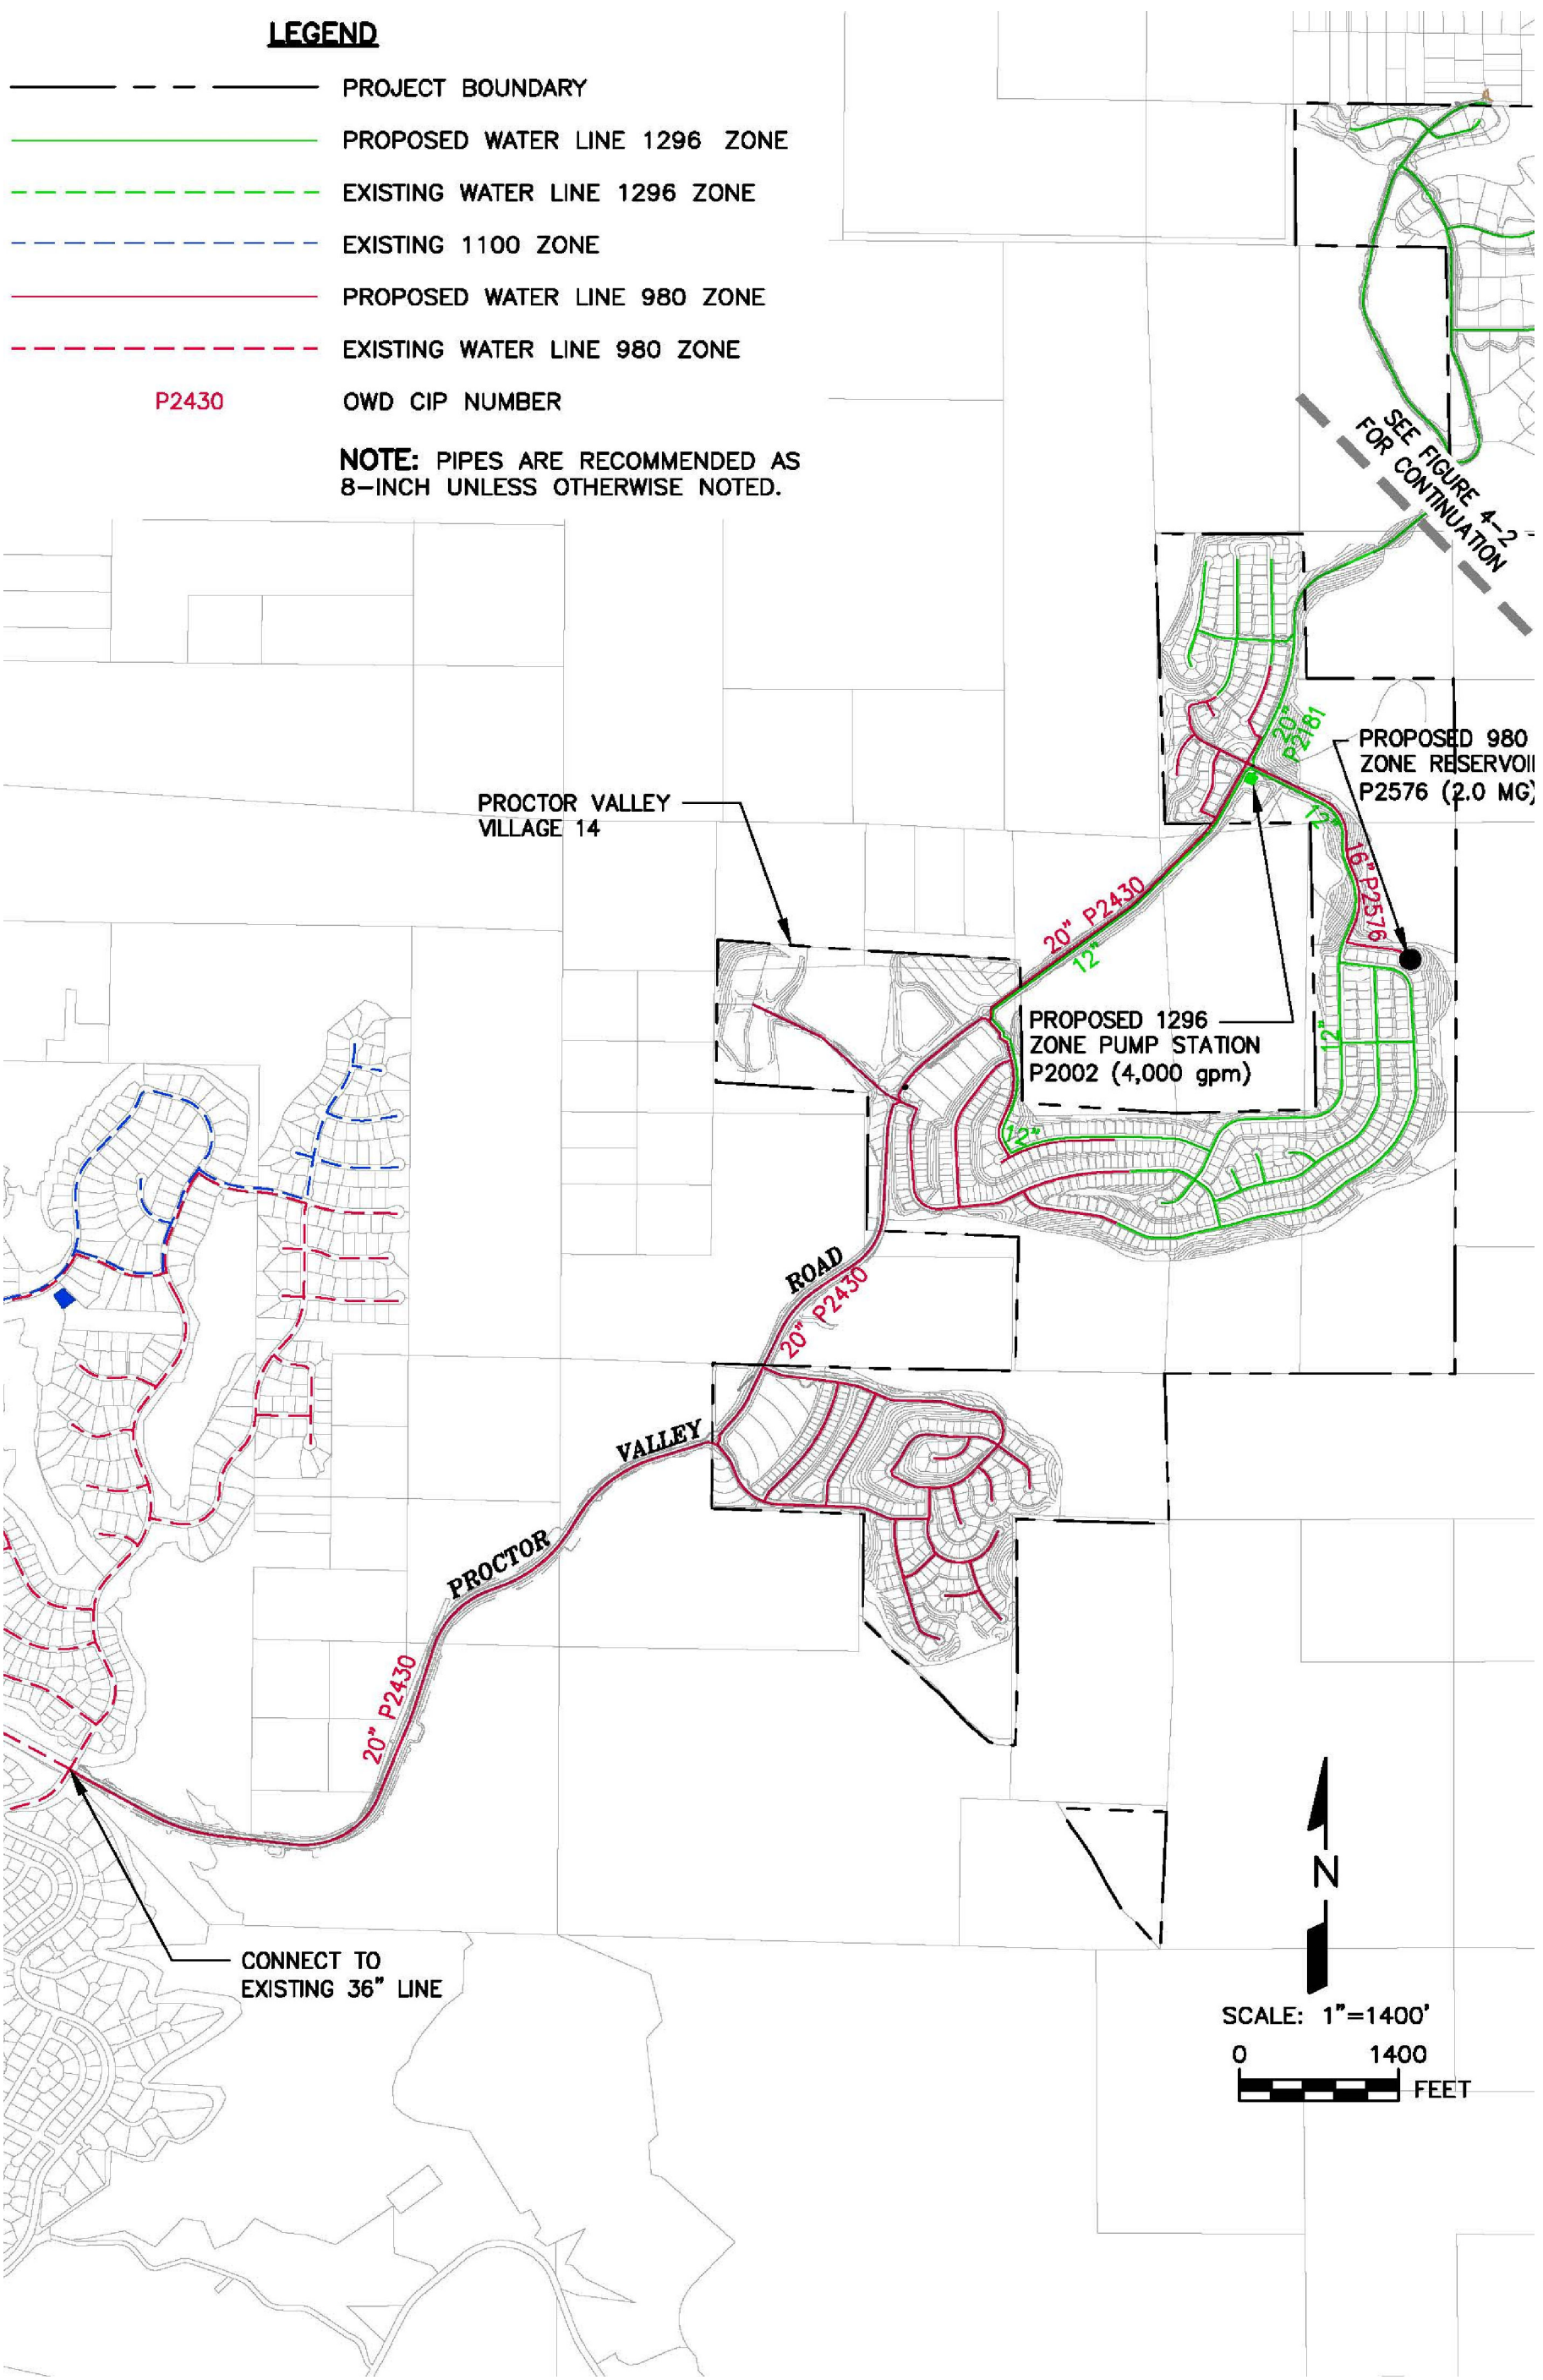 LEGEND
PROJECT BOUNDARY
PROPOSED WATER LINE 1296 ZONE
EXISTING WATER LINE 1296 ZONE
EXISTING 1100 ZONE
PROPOSED WATER LINE 980 ZONE
EXISTING WATER LINE 980 ZONE
P2430 OWD CIP NUMBER
NOTE: PIPES ARE RECOMMENDED AS
8-INCH UNLESS OTHERWISE NOTED.
SEE FIGURE 4-2
FOR CONTINUATION
20"
P2181
PROPOSED 980
ZONE RESERVOI
P2576 (2.0 MG)
PROCTOR VALLEY
VILLAGE 14
12"
16" P2576
20" P2430
12"
PROPOSED 1296
ZONE PUMP STATION
P2002 (4,000 gpm)
12"
12"
ROAD
20" P2430
VALLEY
PROCTOR
20" P2430
N
CONNECT TO
EXISTING 36" LINE
SCALE: 1"=1400'
0 1400
FEET